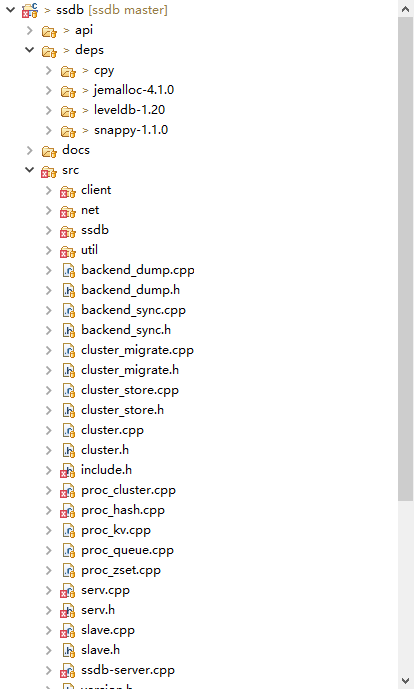 > ssdb [ssdb master]
> api
> deps
> cpy
> jemalloc-4.1.0
> leveldb-1.20
> snappy-1.1.0
docs
src
client
net
ssdb
util
backend_dump.cpp
backend_dump.h
backend_sync.cpp
backend_sync.h
cluster_migrate.cpp
cluster_migrate.h
cluster_store.cpp
cluster_store.h
cluster.cpp
cluster.h
include.h
proc_cluster.cpp
proc_hash.cpp
proc_kv.cpp
proc_queue.cpp
proc_zset.cpp
serv.cpp
serv.h
slave.cpp
slave.h
ssdb-server.cpp
version.h